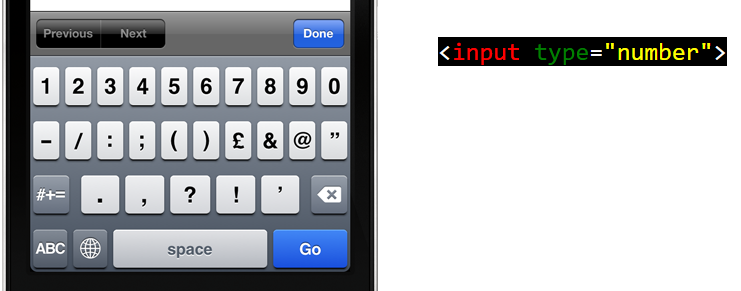 Previous Next Done
<input type="number">
1 2 3 4 5 6 7 8 9 0
- / : ; ( ) £ & @ ”
#+= . , ? ! ’
ABC space Go